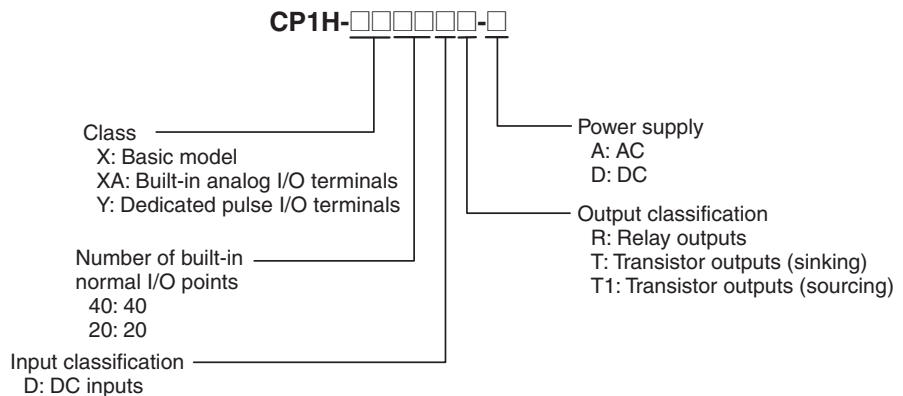 CP1H-□□□□□□-□
Class
X: Basic model
XA: Built-in analog I/O terminals
Y: Dedicated pulse I/O terminals
Number of built-in
normal I/O points
40: 40
20: 20
Input classification
D: DC inputs
Power supply
A: AC
D: DC
Output classification
R: Relay outputs
T: Transistor outputs (sinking)
T1: Transistor outputs (sourcing)